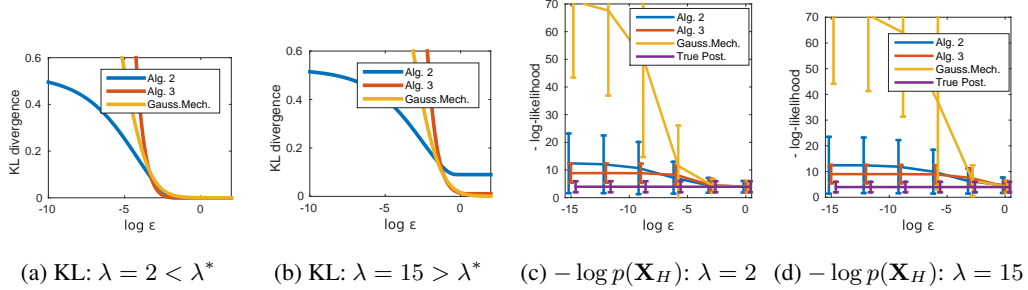 KL divergence
0.6
0.4
0.2
0
-10
-5
0
log ε
Alg. 2
Alg. 3
Gauss.Mech.
(a) KL: λ = 2 < λ*
KL divergence
0.6
0.4
0.2
0
-10
-5
0
log ε
Alg. 2
Alg. 3
Gauss.Mech.
(b) KL: λ = 15 > λ*
- log-likelihood
70
60
50
40
30
20
10
0
-15
-10
-5
0
log ε
Alg. 2
Alg. 3
Gauss.Mech.
True Post.
(c) − log p(X_H): λ = 2
- log-likelihood
70
60
50
40
30
20
10
0
-15
-10
-5
0
log ε
Alg. 2
Alg. 3
Gauss.Mech.
True Post.
(d) − log p(X_H): λ = 15